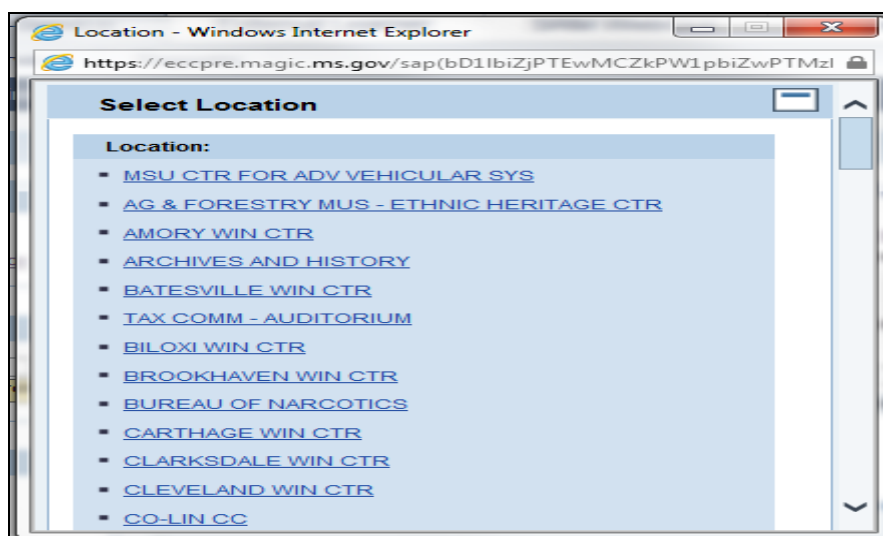 Location - Windows Internet Explorer
https://eccpre.magic.ms.gov/sap(bD1lbiZjPTEwMCZkPW1pbiZwPTMzI
Select Location
Location:
MSU CTR FOR ADV VEHICULAR SYS
AG & FORESTRY MUS - ETHNIC HERITAGE CTR
AMORY WIN CTR
ARCHIVES AND HISTORY
BATESVILLE WIN CTR
TAX COMM - AUDITORIUM
BILOXI WIN CTR
BROOKHAVEN WIN CTR
BUREAU OF NARCOTICS
CARTHAGE WIN CTR
CLARKSDALE WIN CTR
CLEVELAND WIN CTR
CO-LIN CC